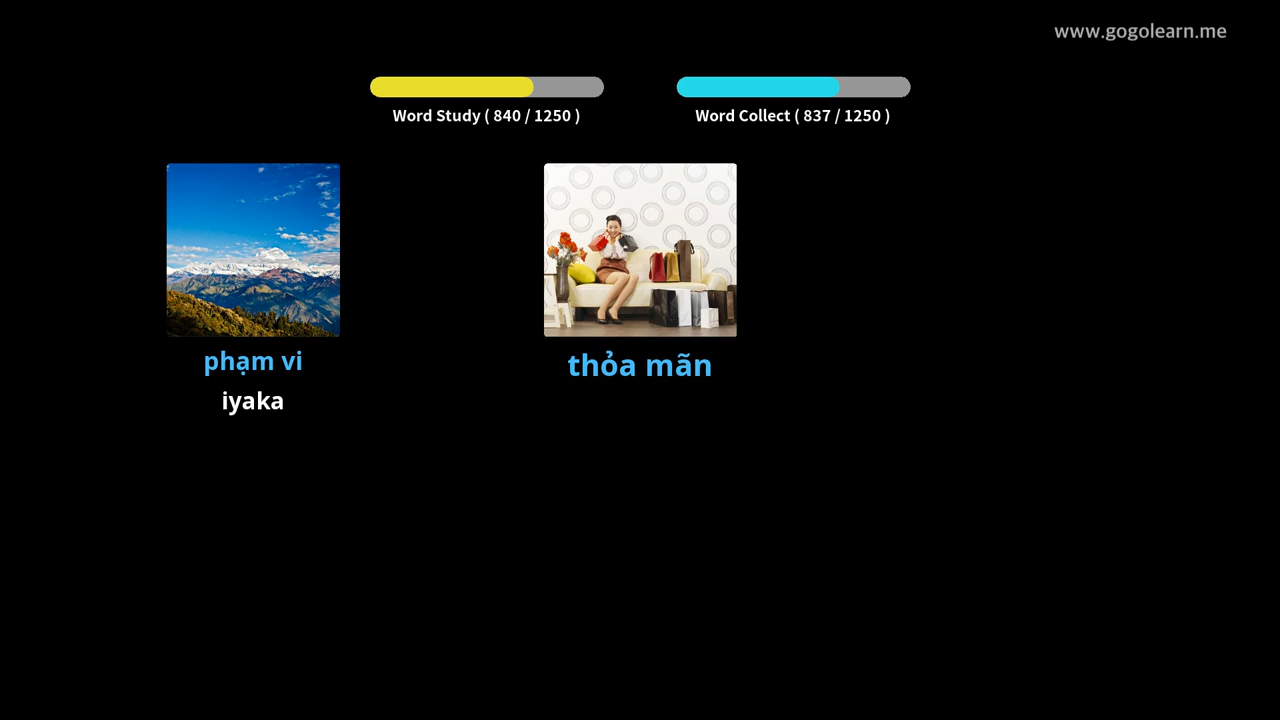 www.gogolearn.me
Word Study ( 840 / 1250 )
Word Collect ( 837 / 1250 )
phạm vi
iyaka
thỏa mãn